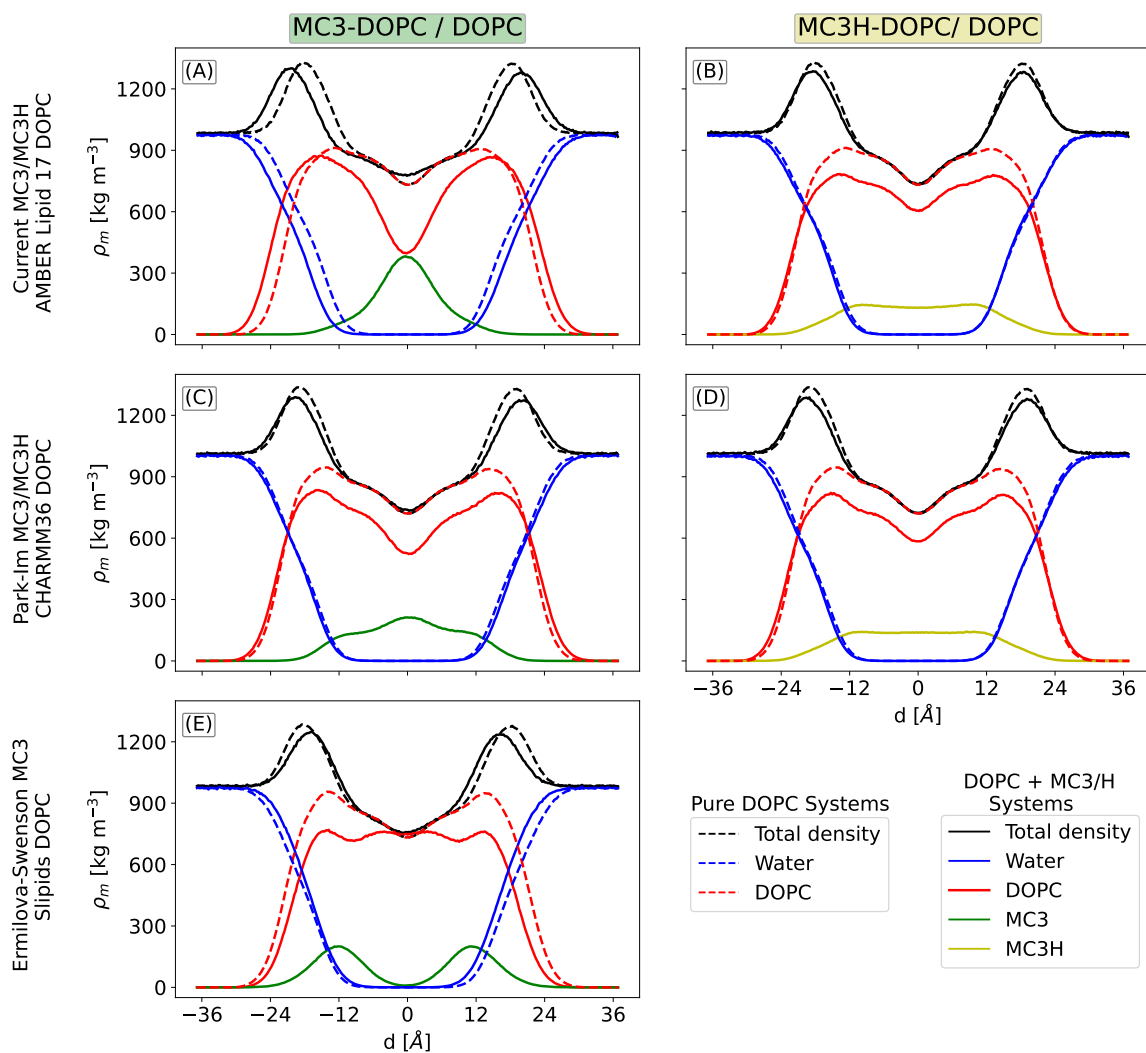 MC3-DOPC / DOPC
MC3H-DOPC/ DOPC
Current MC3/MC3H
AMBER Lipid 17 DOPC
ρm [kg m−3]
1200
900
600
300
0
(A)
(B)
Park-Im MC3/MC3H
CHARMM36 DOPC
ρm [kg m−3]
1200
900
600
300
0
(C)
(D)
−36 −24 −12 0 12 24 36
d [Å]
Ermilova-Swenson MC3
Slipids DOPC
ρm [kg m−3]
1200
900
600
300
0
(E)
−36 −24 −12 0 12 24 36
d [Å]
Pure DOPC Systems
Total density
Water
DOPC
DOPC + MC3/H
Systems
Total density
Water
DOPC
MC3
MC3H